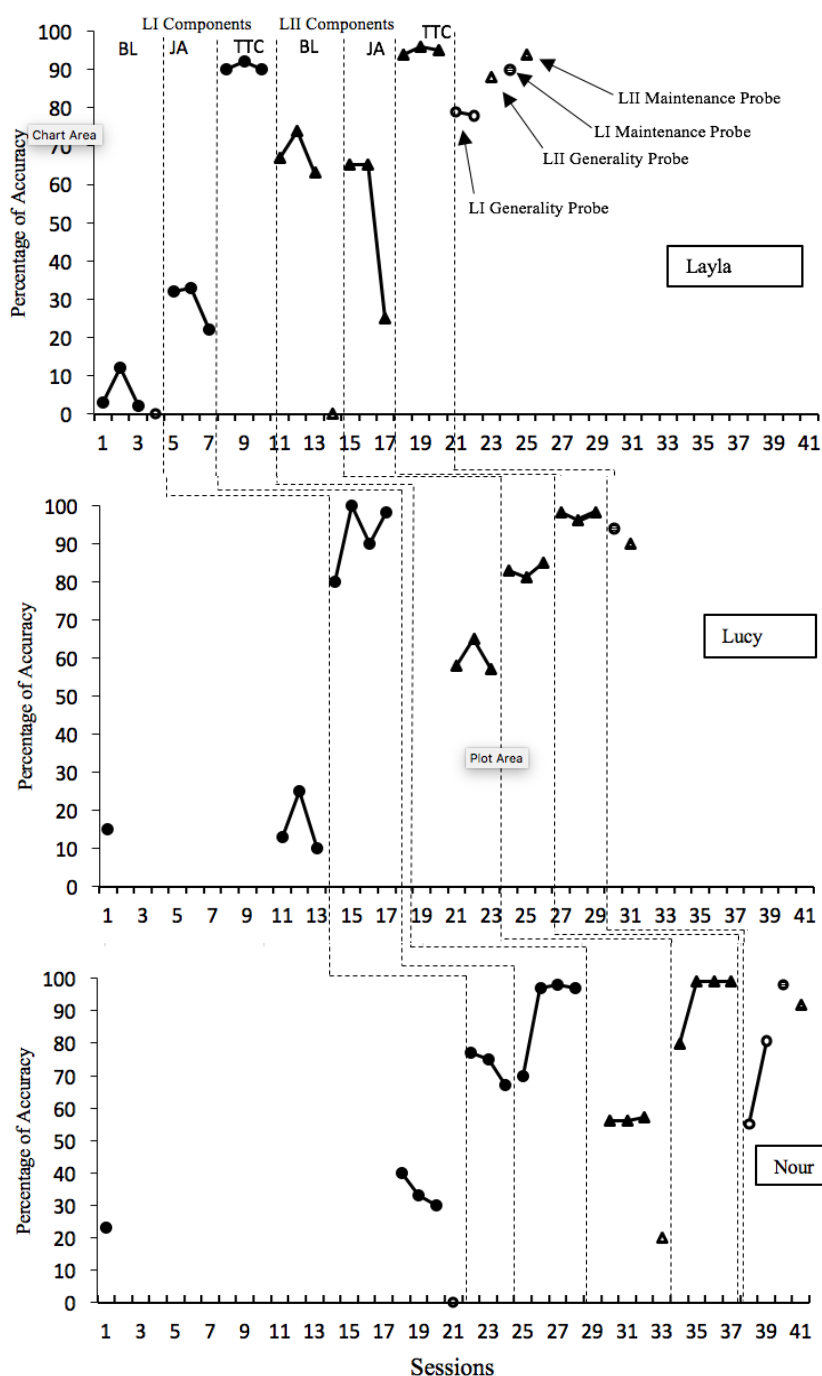 LI Components LII Components
BL JA TTC BL JA TTC
100
90
80
70
60
50
40
30
20
10
0
Percentage of Accuracy
Chart Area
LII Maintenance Probe
LI Maintenance Probe
LII Generality Probe
LI Generality Probe
Layla
1 3 5 7 9 11 13 15 17 19 21 23 25 27 29 31 33 35 37 39 41
100
90
80
70
60
50
40
30
20
10
0
Percentage of Accuracy
Lucy
Plot Area
1 3 5 7 9 11 13 15 17 19 21 23 25 27 29 31 33 35 37 39 41
100
90
80
70
60
50
40
30
20
10
0
Percentage of Accuracy
Nour
1 3 5 7 9 11 13 15 17 19 21 23 25 27 29 31 33 35 37 39 41
Sessions